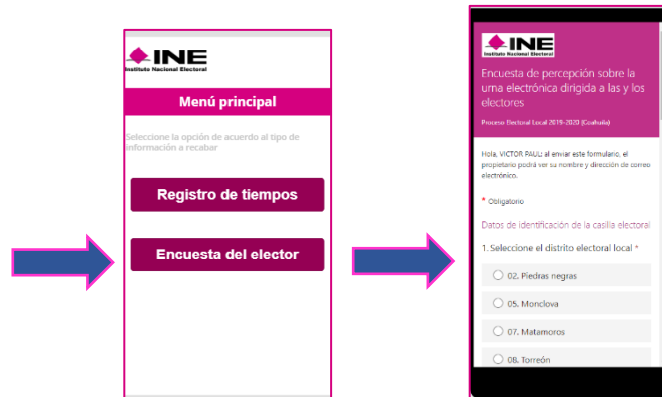 INE
Instituto Nacional Electoral
Menú principal
Seleccione la opción de acuerdo al tipo de
información a recabar
Registro de tiempos
Encuesta del elector
INE
Instituto Nacional Electoral
Encuesta de percepción sobre la
urna electrónica dirigida a las y los
electores
Proceso Electoral Local 2019-2020 (Coahuila)
Hola, VICTOR PAUL: al enviar este formulario, el
propietario podrá ver su nombre y dirección de correo
electrónico.
* Obligatorio
Datos de identificación de la casilla electoral
1. Seleccione el distrito electoral local *
02. Piedras negras
05. Monclova
07. Matamoros
08. Torreón